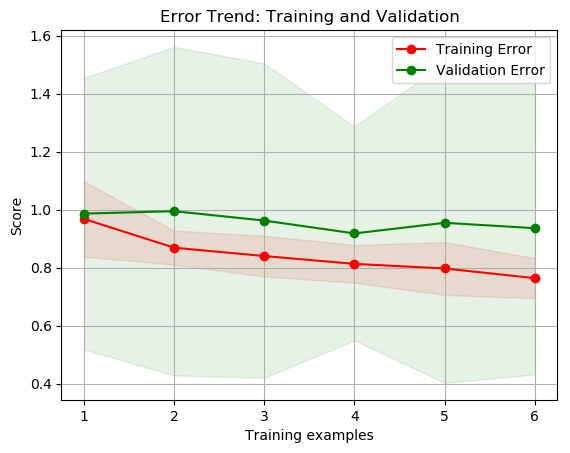 Error Trend: Training and Validation
1.6
1.4
1.2
1.0
0.8
0.6
0.4
Score
Training Error
Validation Error
1 2 3 4 5 6
Training examples